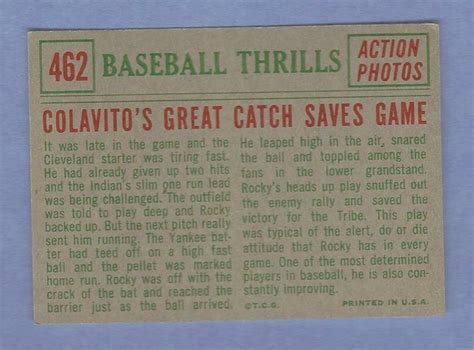 462 BASEBALL THRILLS ACTION PHOTOS
COLAVITO'S GREAT CATCH SAVES GAME
It was late in the game and the
Cleveland starter was tiring fast.
He had already given up two hits
and the Indian's slim one run lead
was being challenged. The outfield
was told to play deep and Rocky
backed up. But the next pitch really
sent him running. The Yankee bat-
ter had teed off on a high fast
ball and the pellet was marked
home run. Rocky was off with the
crack of the bat and reached the
barrier just as the ball arrived.
He leaped high in the air, snared
the ball and toppled among the
fans in the lower grandstand.
Rocky's heads up play snuffed out
the enemy rally and saved the
victory for the Tribe. This play
was typical of the alert, do or die
attitude that Rocky has in every
game. One of the most determined
players in baseball, he is also con-
stantly improving.
©T.C.G. PRINTED IN U.S.A.